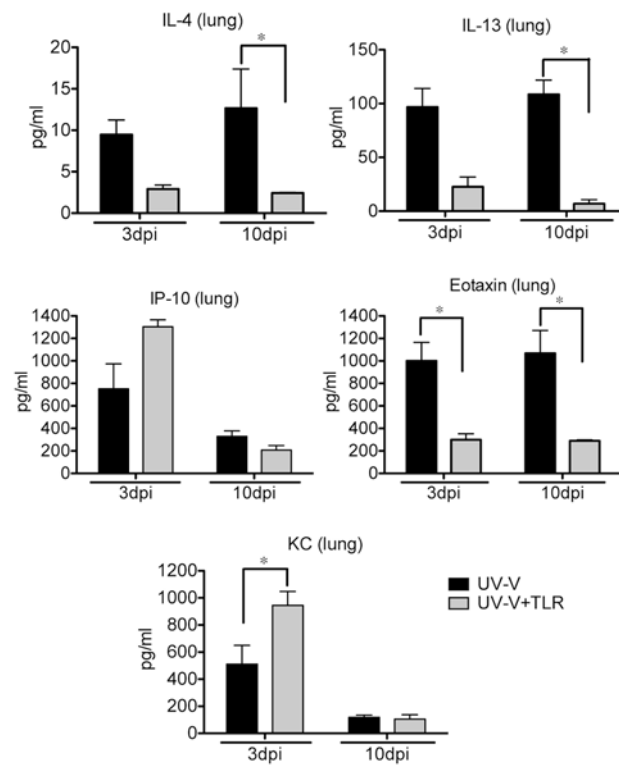 IL-4 (lung)
20
15
10
5
0
pg/ml
*
3dpi
10dpi
IL-13 (lung)
150
100
50
0
pg/ml
*
3dpi
10dpi
IP-10 (lung)
1400
1200
1000
800
600
400
200
0
pg/ml
3dpi
10dpi
Eotaxin (lung)
1400
1200
1000
800
600
400
200
0
pg/ml
*
*
3dpi
10dpi
KC (lung)
1200
1000
800
600
400
200
0
pg/ml
*
3dpi
10dpi
UV-V
UV-V+TLR